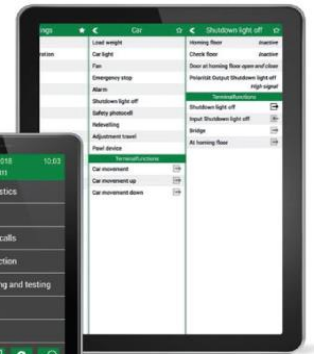 ngs
Car
Shutdown light off
ration
Load weight
Car light
Fan
Emergency stop
Alarm
Shutdown light off
Safety photocell
Relevelling
Adjustment travel
Pawl device
Terminalfunctions
Car movement
Car movement up
Car movement down
Homing floor inactive
Check floor inactive
Door at homing floor open and close
Polarität Output Shutdown light off
High signal
Terminalfunctions
Shutdown light off
Input Shutdown light off
Bridge
At homing floor
2018 10:03
m
stics
calls
ction
ng and testing